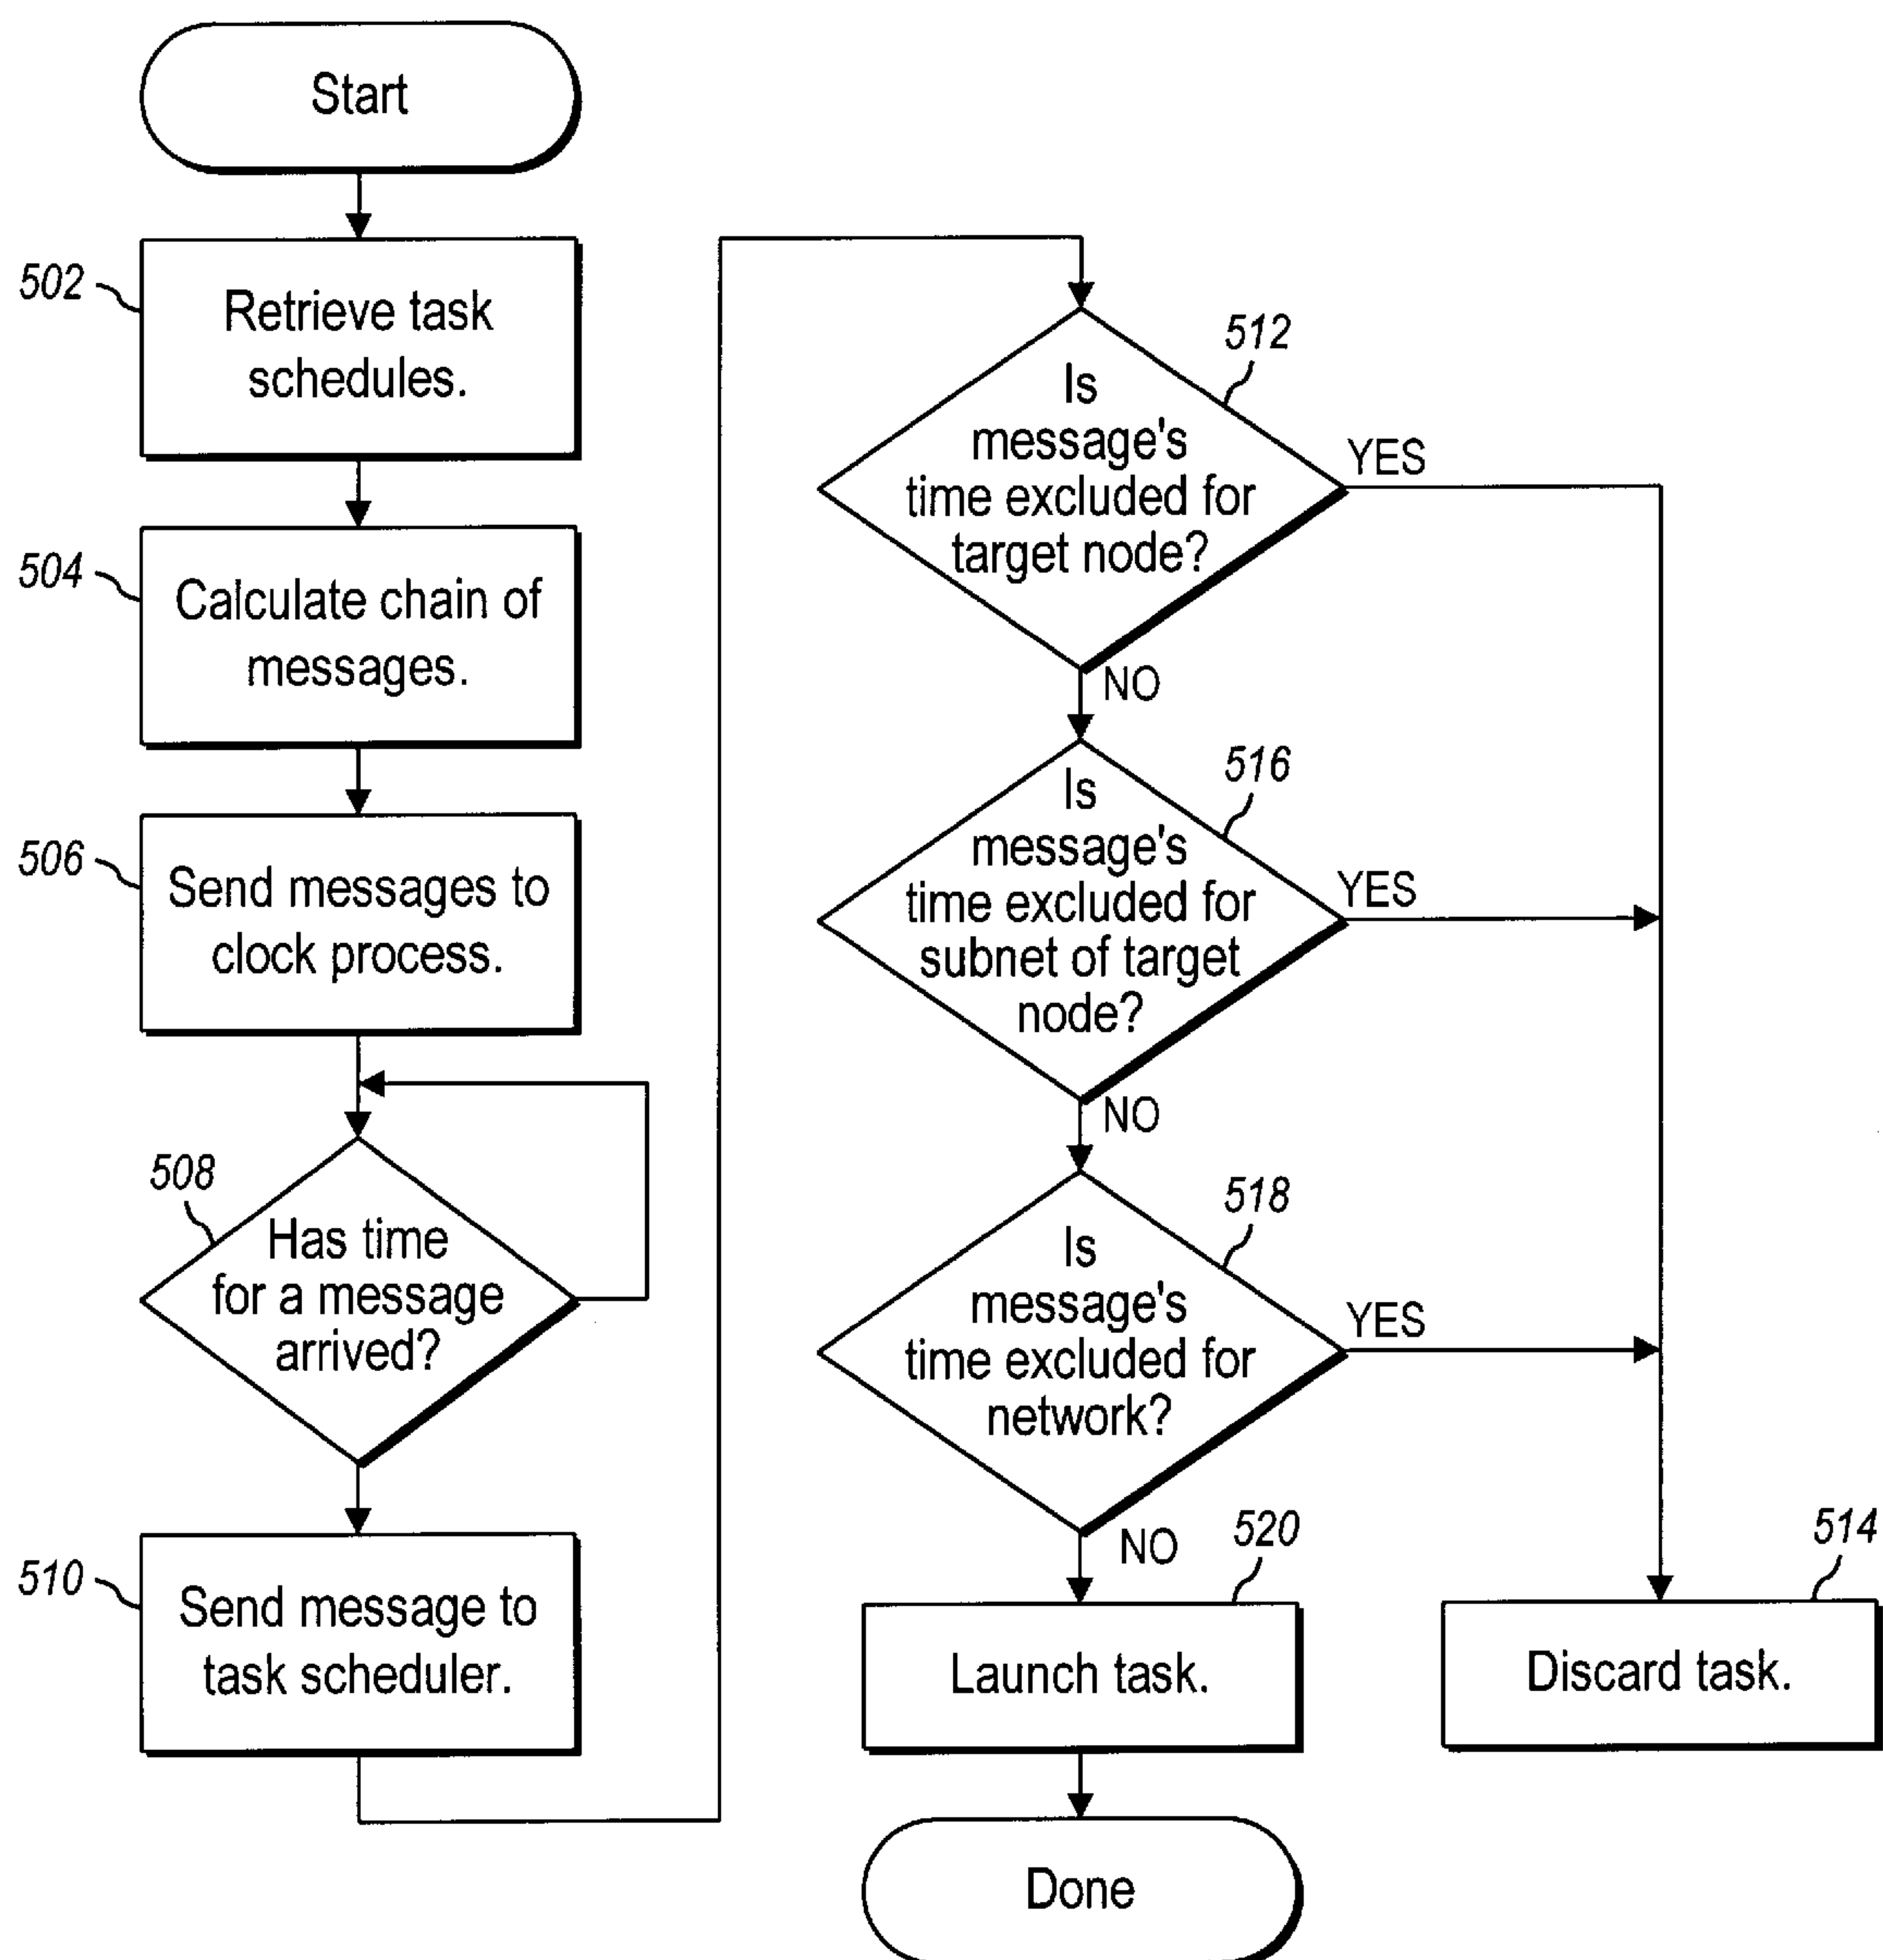 Start
502
Retrieve task
schedules.
504
Calculate chain of
messages.
506
Send messages to
clock process.
508
Has time
for a message
arrived?
510
Send message to
task scheduler.
512
Is
message's
time excluded for
target node?
YES
NO
516
Is
message's
time excluded for
subnet of target
node?
YES
NO
518
Is
message's
time excluded for
network?
YES
NO
520
Launch task.
514
Discard task.
Done